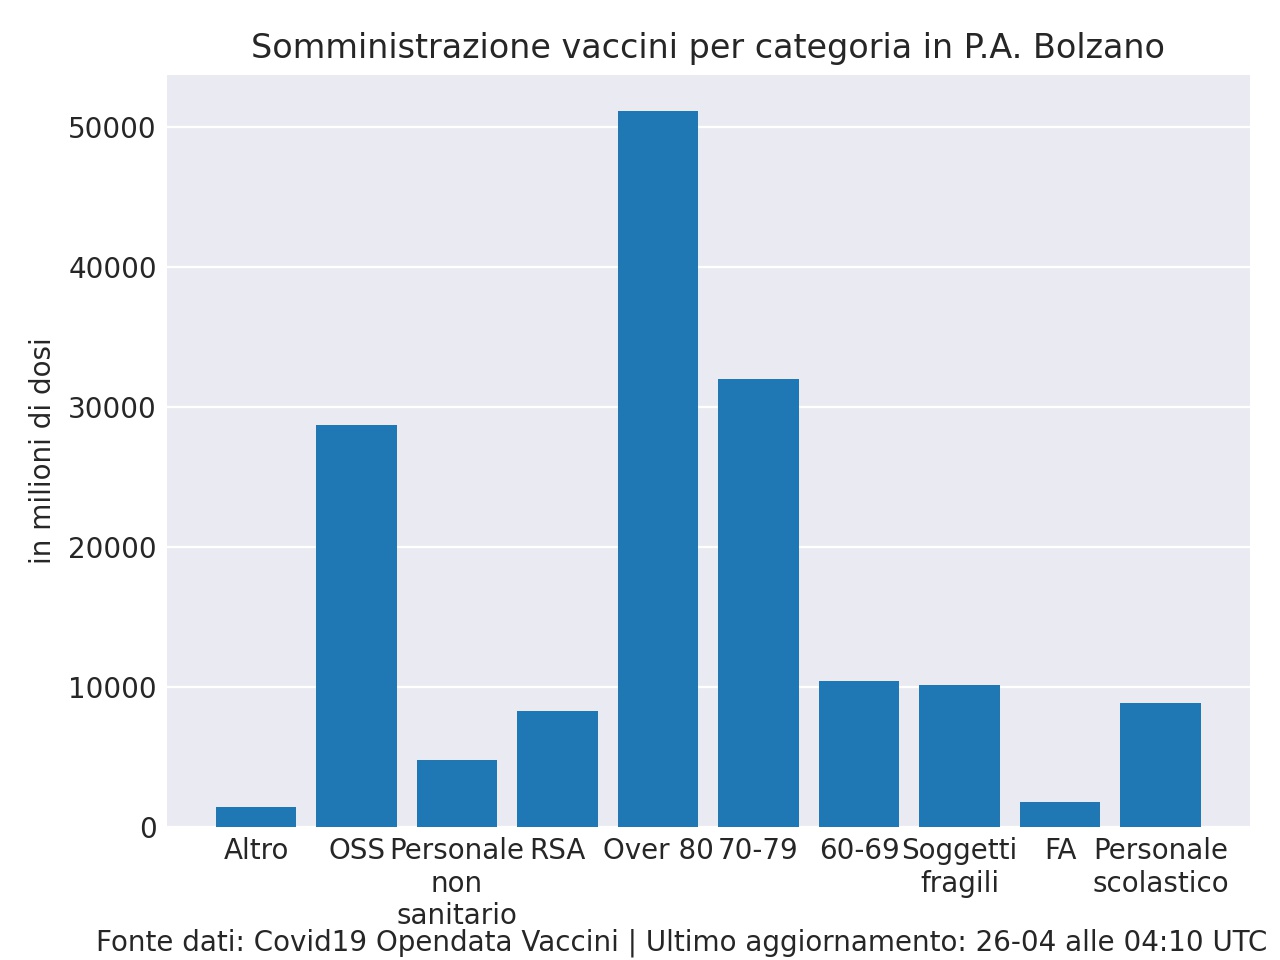 Somministrazione vaccini per categoria in P.A. Bolzano
in milioni di dosi
50000
40000
30000
20000
10000
0
Altro
OSS
Personale
non
sanitario
RSA
Over 80
70-79
60-69
Soggetti
fragili
FA
Personale
scolastico
Fonte dati: Covid19 Opendata Vaccini | Ultimo aggiornamento: 26-04 alle 04:10 UTC